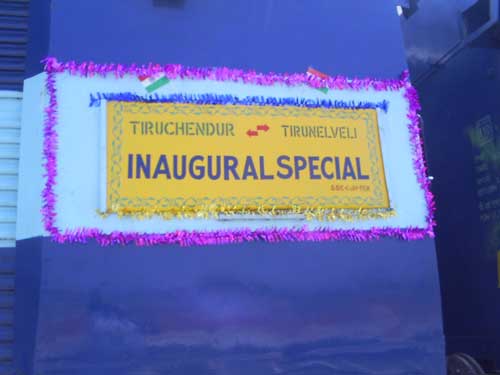 TIRUCHENDUR TIRUNELVELI
INAUGURAL SPECIAL